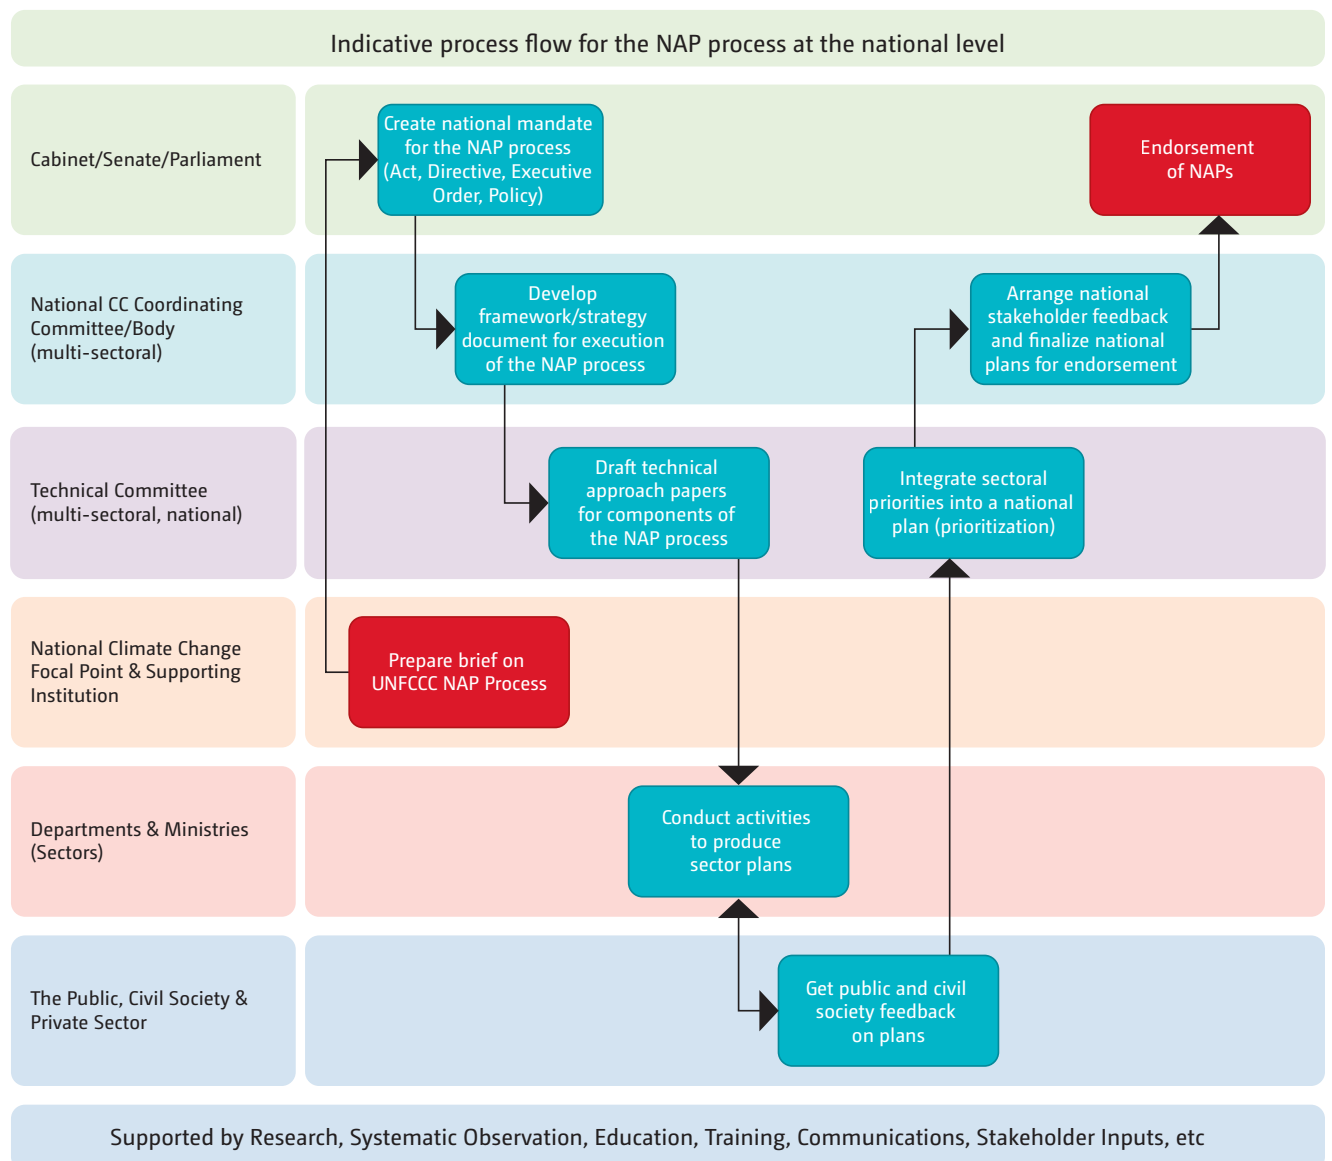 Indicative process flow for the NAP process at the national level
Cabinet/Senate/Parliament
Create national mandate
for the NAP process
(Act, Directive, Executive
Order, Policy)
Endorsement
of NAPs
National CC Coordinating
Committee/Body
(multi-sectoral)
Develop
framework/strategy
document for execution
of the NAP process
Arrange national
stakeholder feedback
and finalize national
plans for endorsement
Technical Committee
(multi-sectoral, national)
Draft technical
approach papers
for components of
the NAP process
Integrate sectoral
priorities into a national
plan (prioritization)
National Climate Change
Focal Point & Supporting
Institution
Prepare brief on
UNFCCC NAP Process
Departments & Ministries
(Sectors)
Conduct activities
to produce
sector plans
The Public, Civil Society &
Private Sector
Get public and civil
society feedback
on plans
Supported by Research, Systematic Observation, Education, Training, Communications, Stakeholder Inputs, etc